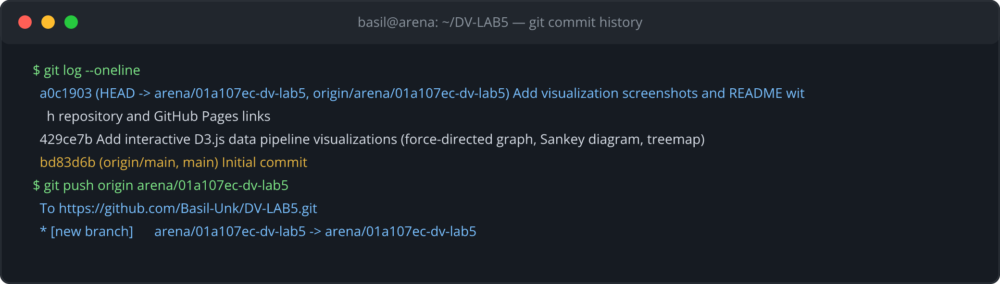 basil@arena: ~/DV-LAB5 — git commit history
$ git log --oneline
a0c1903 (HEAD -> arena/01a107ec-dv-lab5, origin/arena/01a107ec-dv-lab5) Add visualization screenshots and README wit
h repository and GitHub Pages links
429ce7b Add interactive D3.js data pipeline visualizations (force-directed graph, Sankey diagram, treemap)
bd83d6b (origin/main, main) Initial commit
$ git push origin arena/01a107ec-dv-lab5
To https://github.com/Basil-Unk/DV-LAB5.git
* [new branch]      arena/01a107ec-dv-lab5 -> arena/01a107ec-dv-lab5